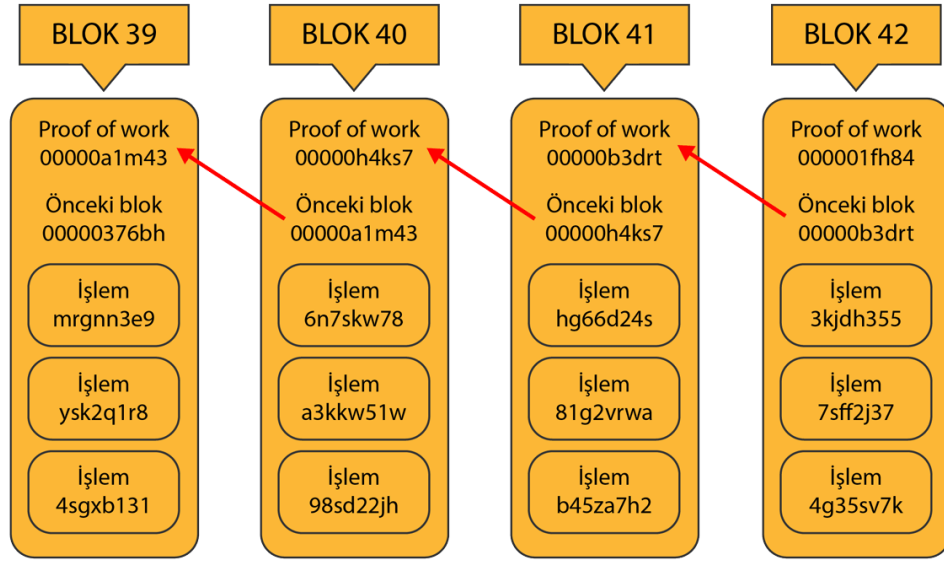 BLOK 39
Proof of work
00000a1m43
Önceki blok
00000376bh
İşlem
mrgnn3e9
İşlem
ysk2q1r8
İşlem
4sgxb131
BLOK 40
Proof of work
00000h4ks7
Önceki blok
00000a1m43
İşlem
6n7skw78
İşlem
a3kkw51w
İşlem
98sd22jh
BLOK 41
Proof of work
00000b3drt
Önceki blok
00000h4ks7
İşlem
hg66d24s
İşlem
81g2vrwa
İşlem
b45za7h2
BLOK 42
Proof of work
000001fh84
Önceki blok
00000b3drt
İşlem
3kjdh355
İşlem
7sff2j37
İşlem
4g35sv7k